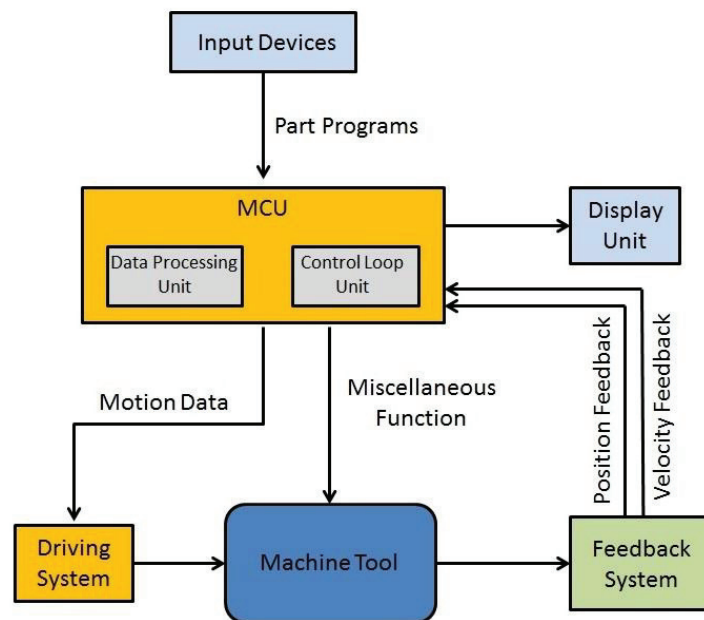 Input Devices
Part Programs
MCU
Data Processing
Unit
Control Loop
Unit
Display
Unit
Motion Data
Miscellaneous
Function
Position Feedback
Velocity Feedback
Driving
System
Machine Tool
Feedback
System